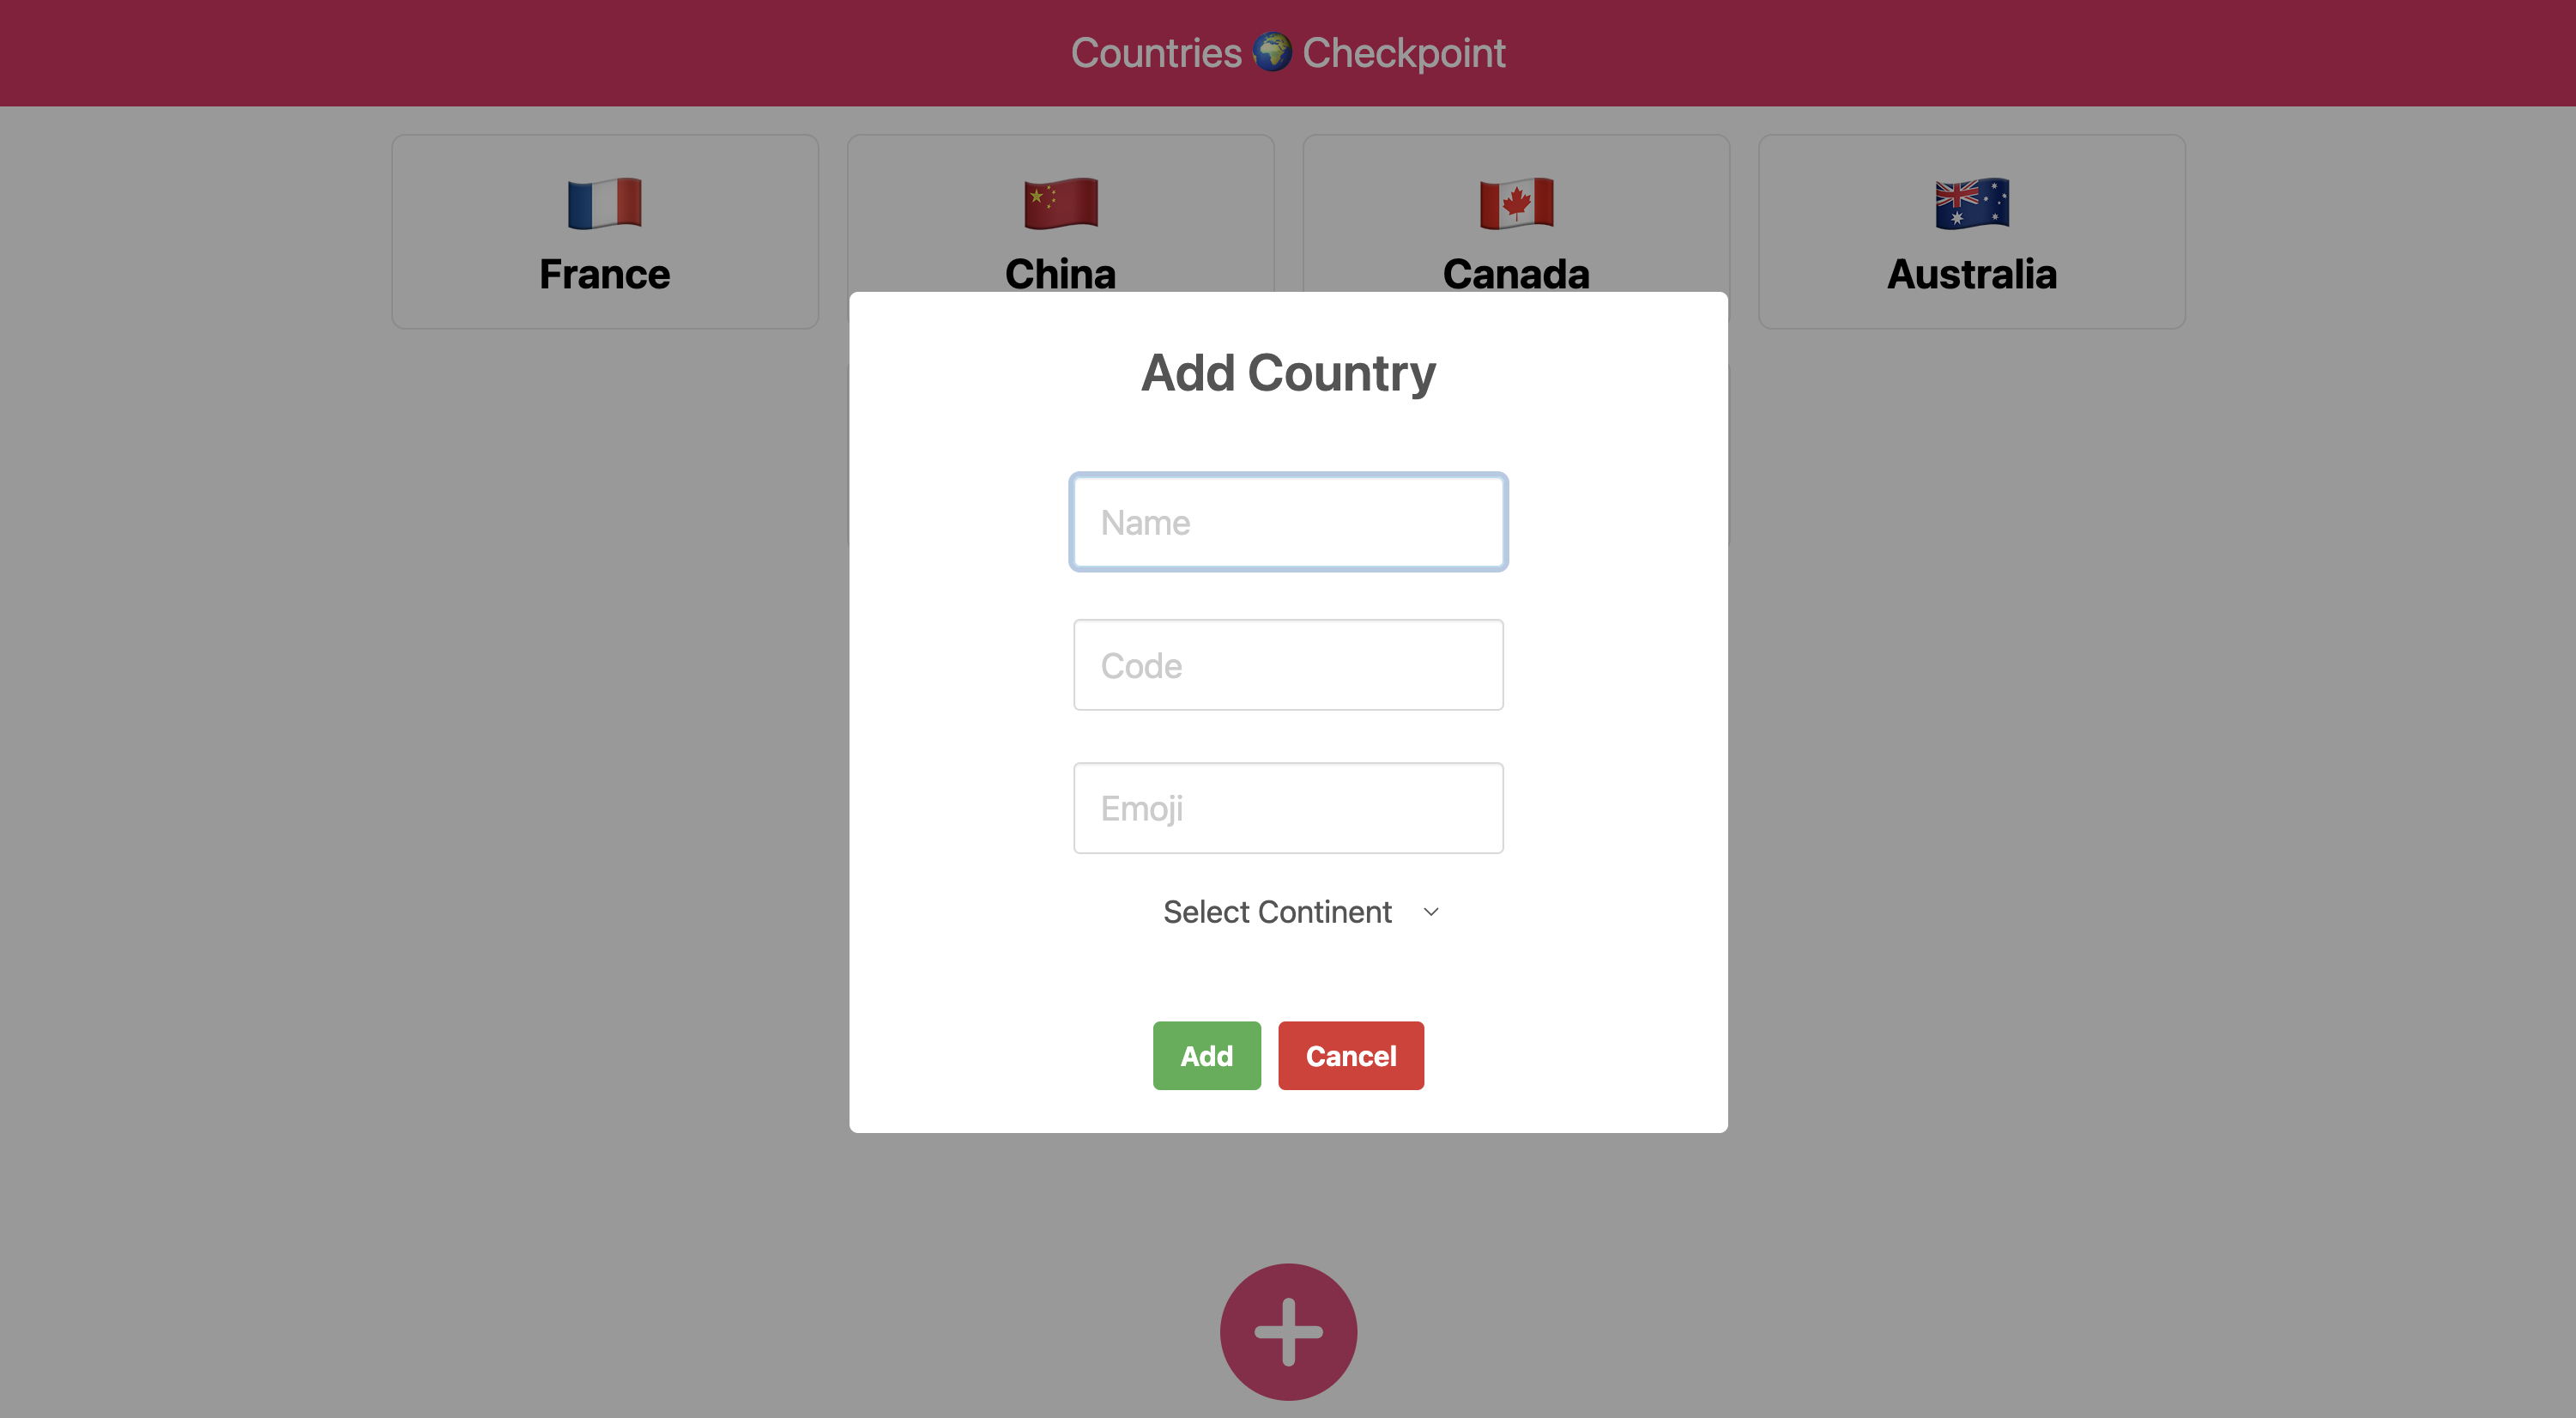 Countries 🌍 Checkpoint
France
China
Canada
Australia
Add Country
Name
Code
Emoji
Select Continent
Add
Cancel